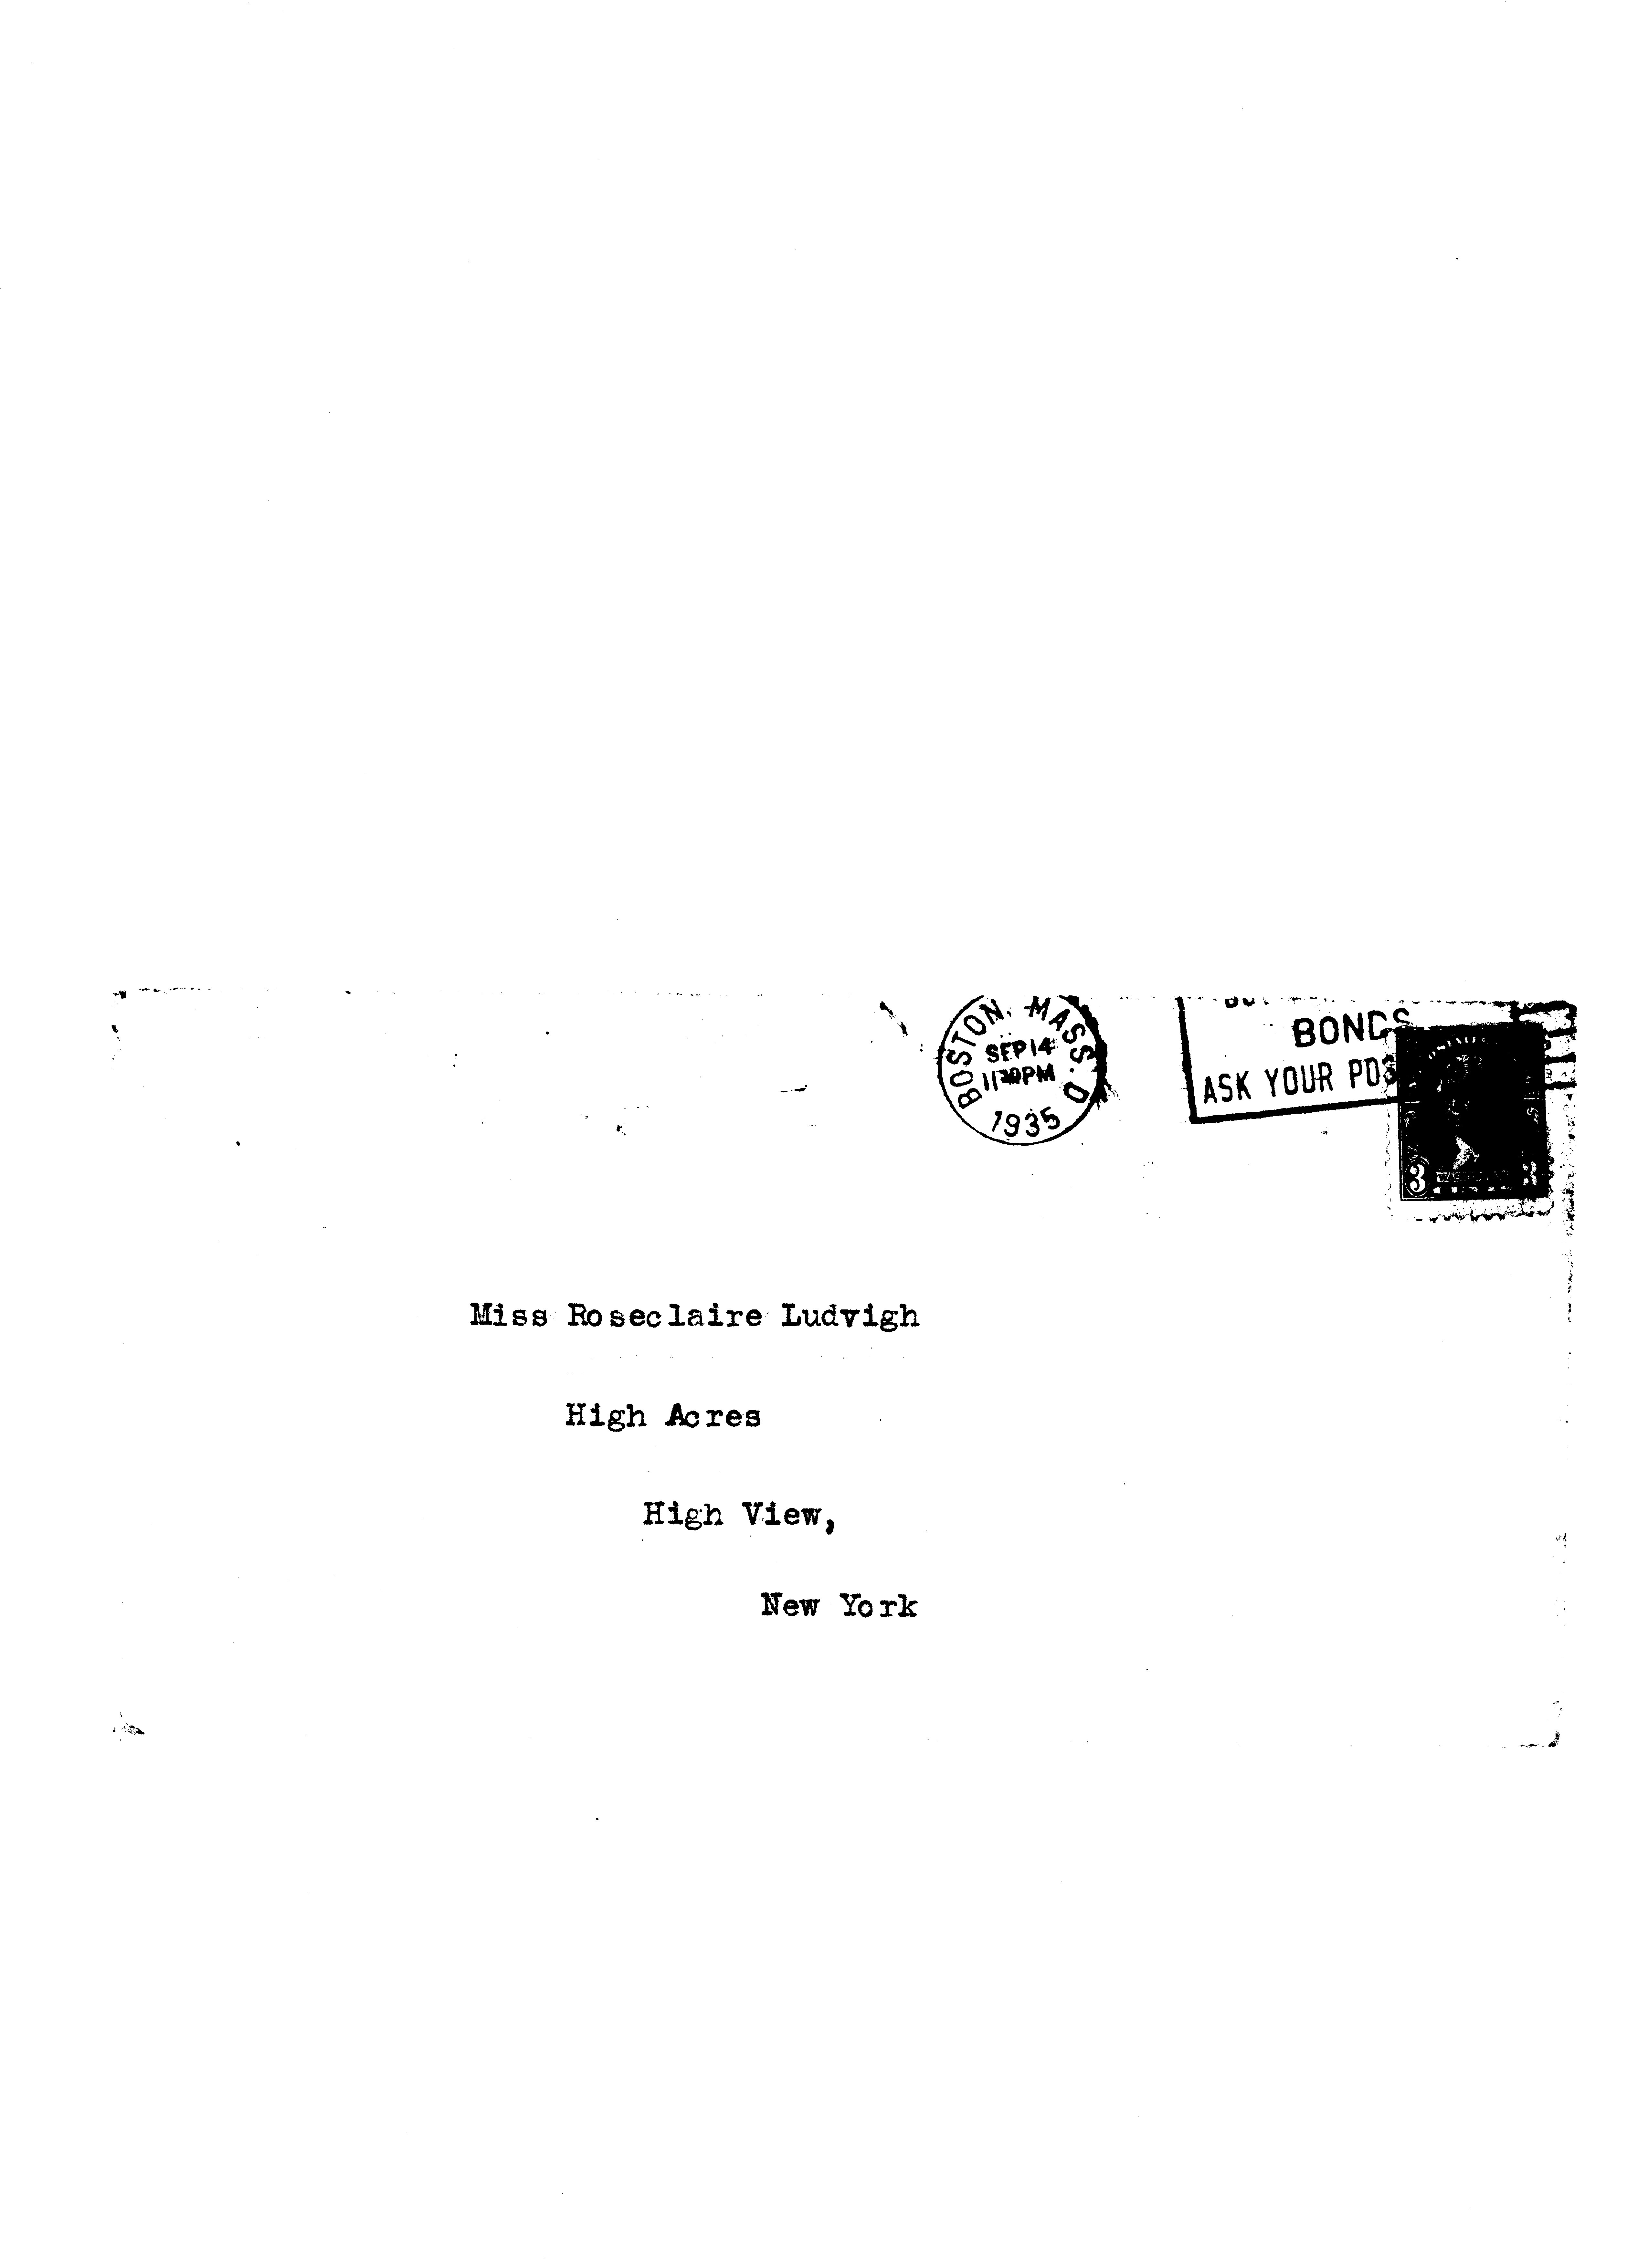 BOSTON, MASS. D
SEP 14
PM
1935
BONDS
ASK YOUR POS
3 3
Miss Roseclaire Ludvigh
High Acres
High View,
New York